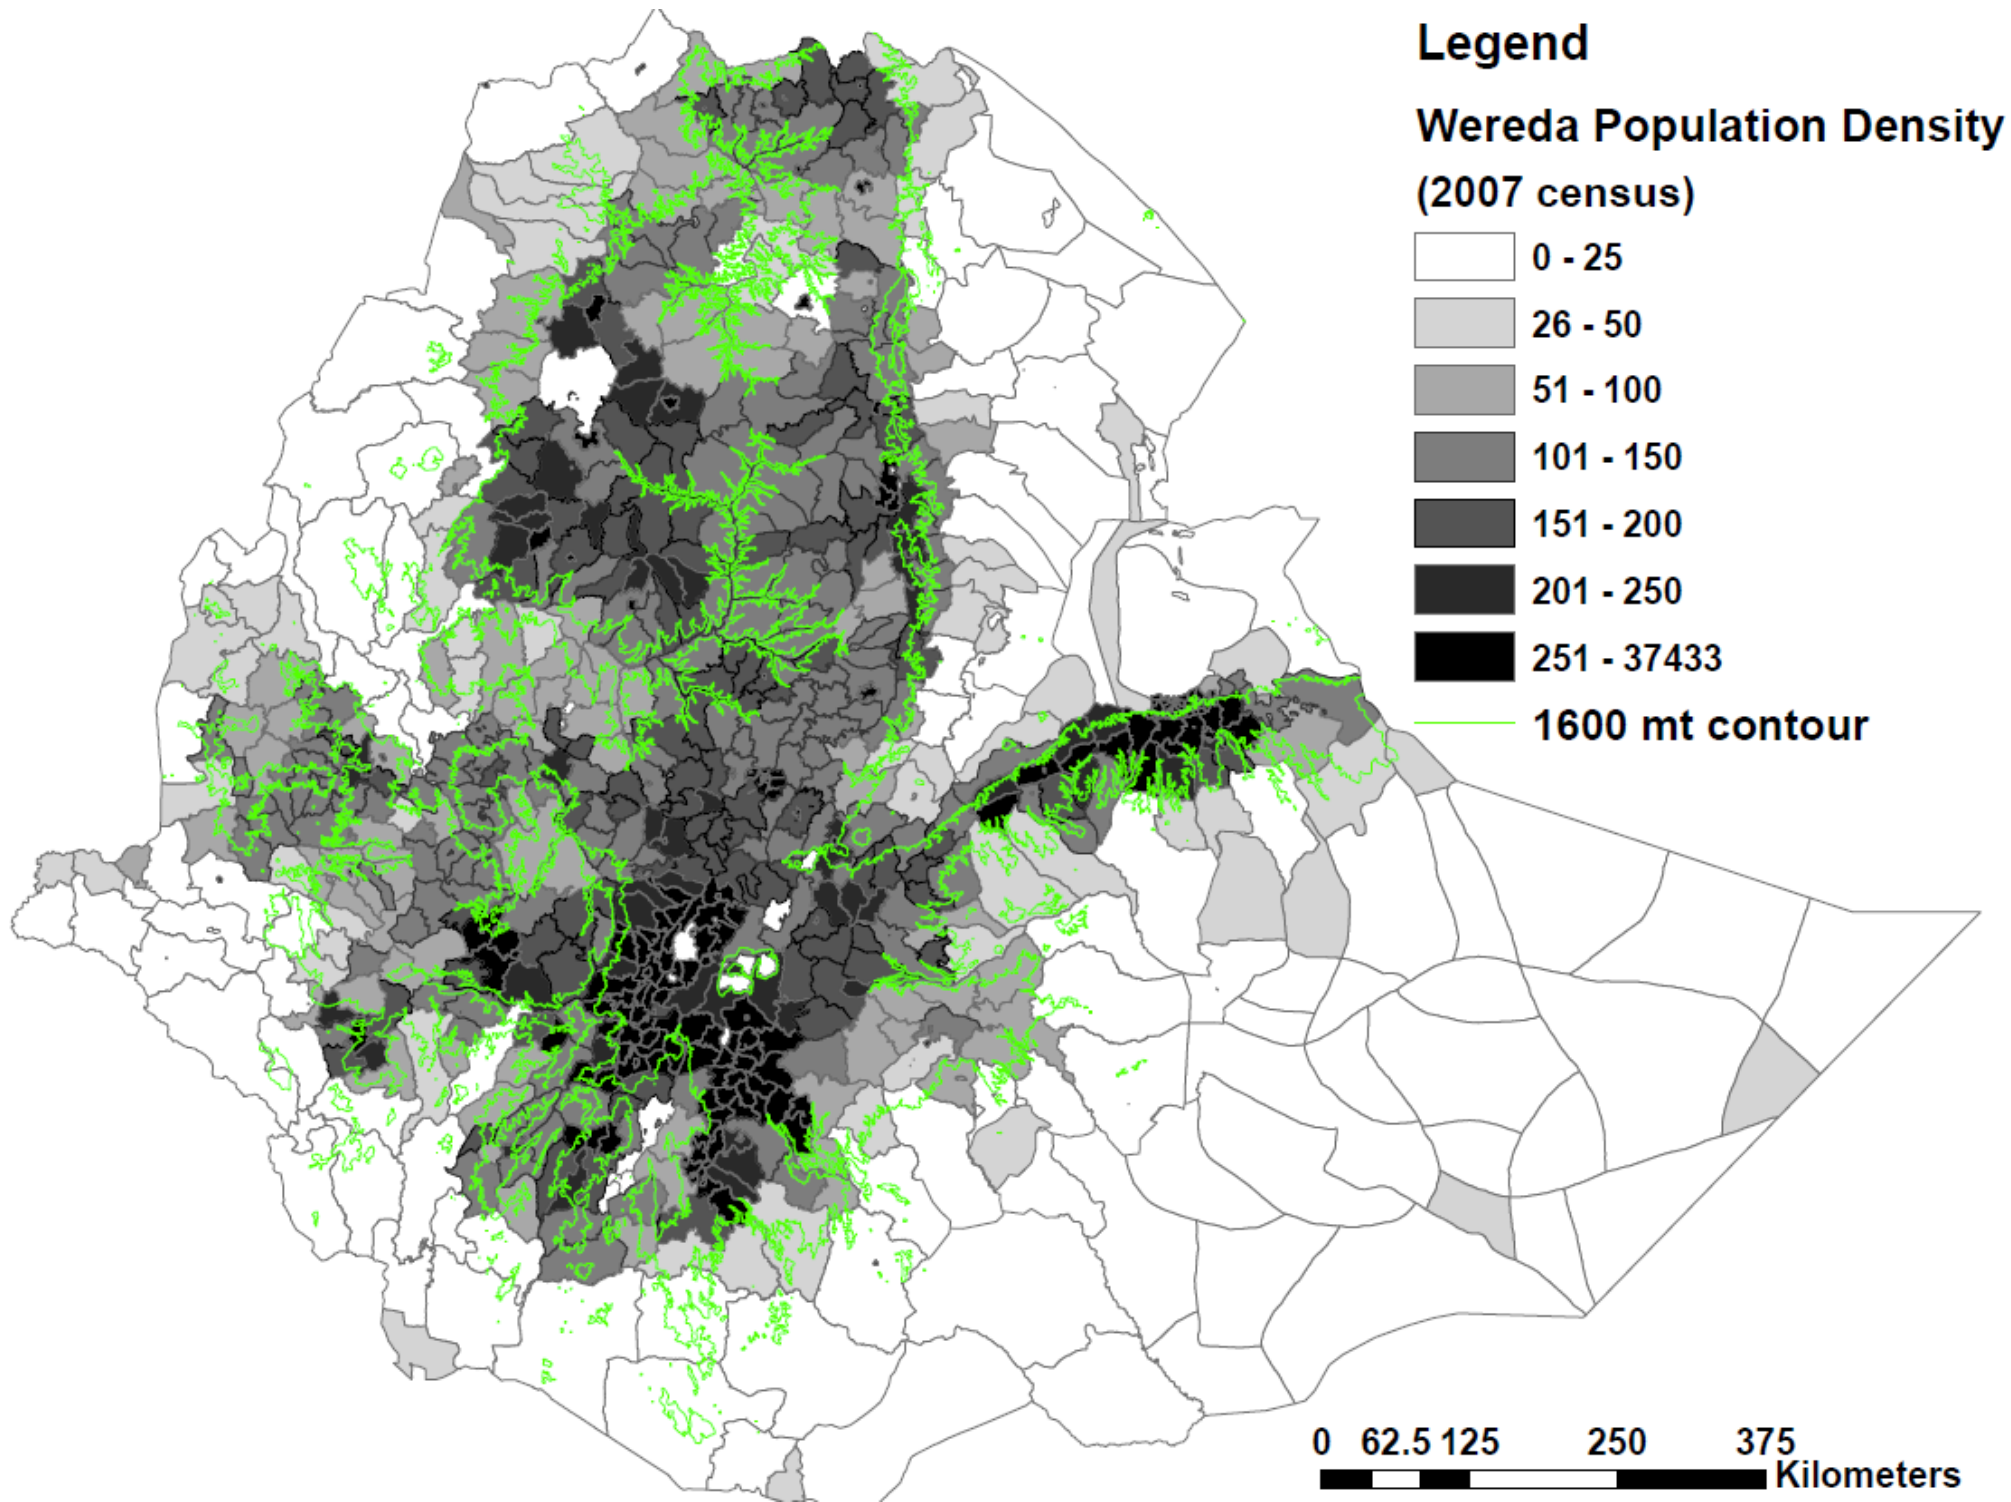 Legend
Wereda Population Density
(2007 census)
0 - 25
26 - 50
51 - 100
101 - 150
151 - 200
201 - 250
251 - 37433
1600 mt contour
0 62.5 125 250 375
Kilometers